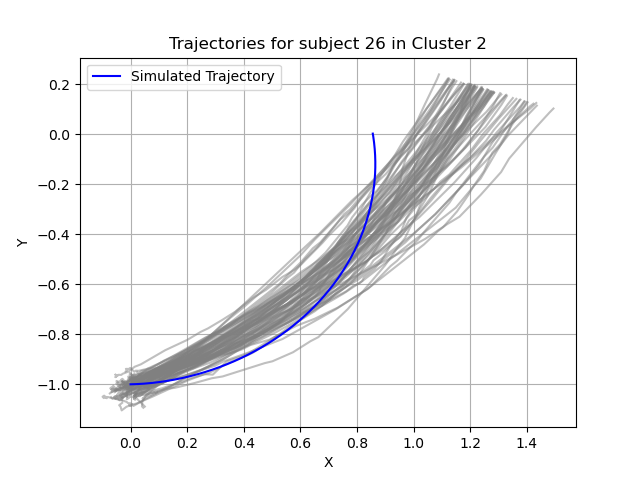 Trajectories for subject 26 in Cluster 2
Simulated Trajectory
0.2
0.0
−0.2
−0.4
−0.6
−0.8
−1.0
Y
0.0 0.2 0.4 0.6 0.8 1.0 1.2 1.4
X